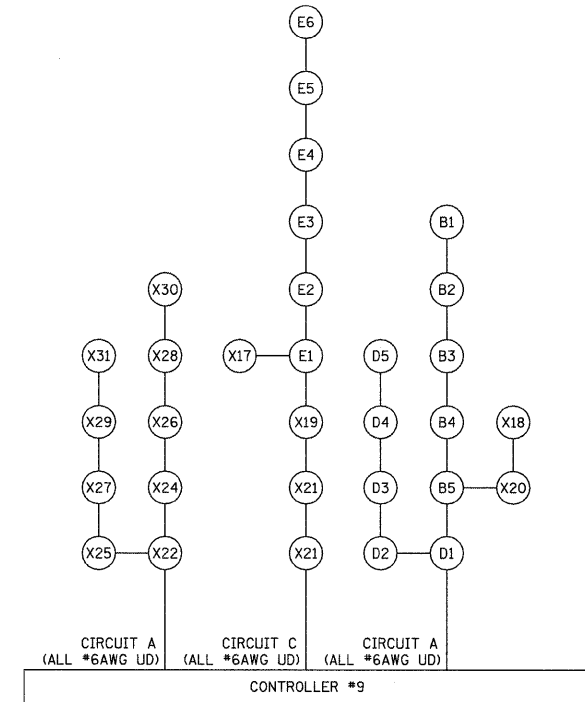 E6
E5
E4
E3 B1
X30 E2 B2
X31 X28 X17 E1 D5 B3
X29 X26 X19 D4 B4 X18
X27 X24 X21 D3 B5 X20
X25 X22 X21 D2 D1
CIRCUIT A CIRCUIT C CIRCUIT A
(ALL #6AWG UD) (ALL #6AWG UD) (ALL #6AWG UD)
CONTROLLER #9